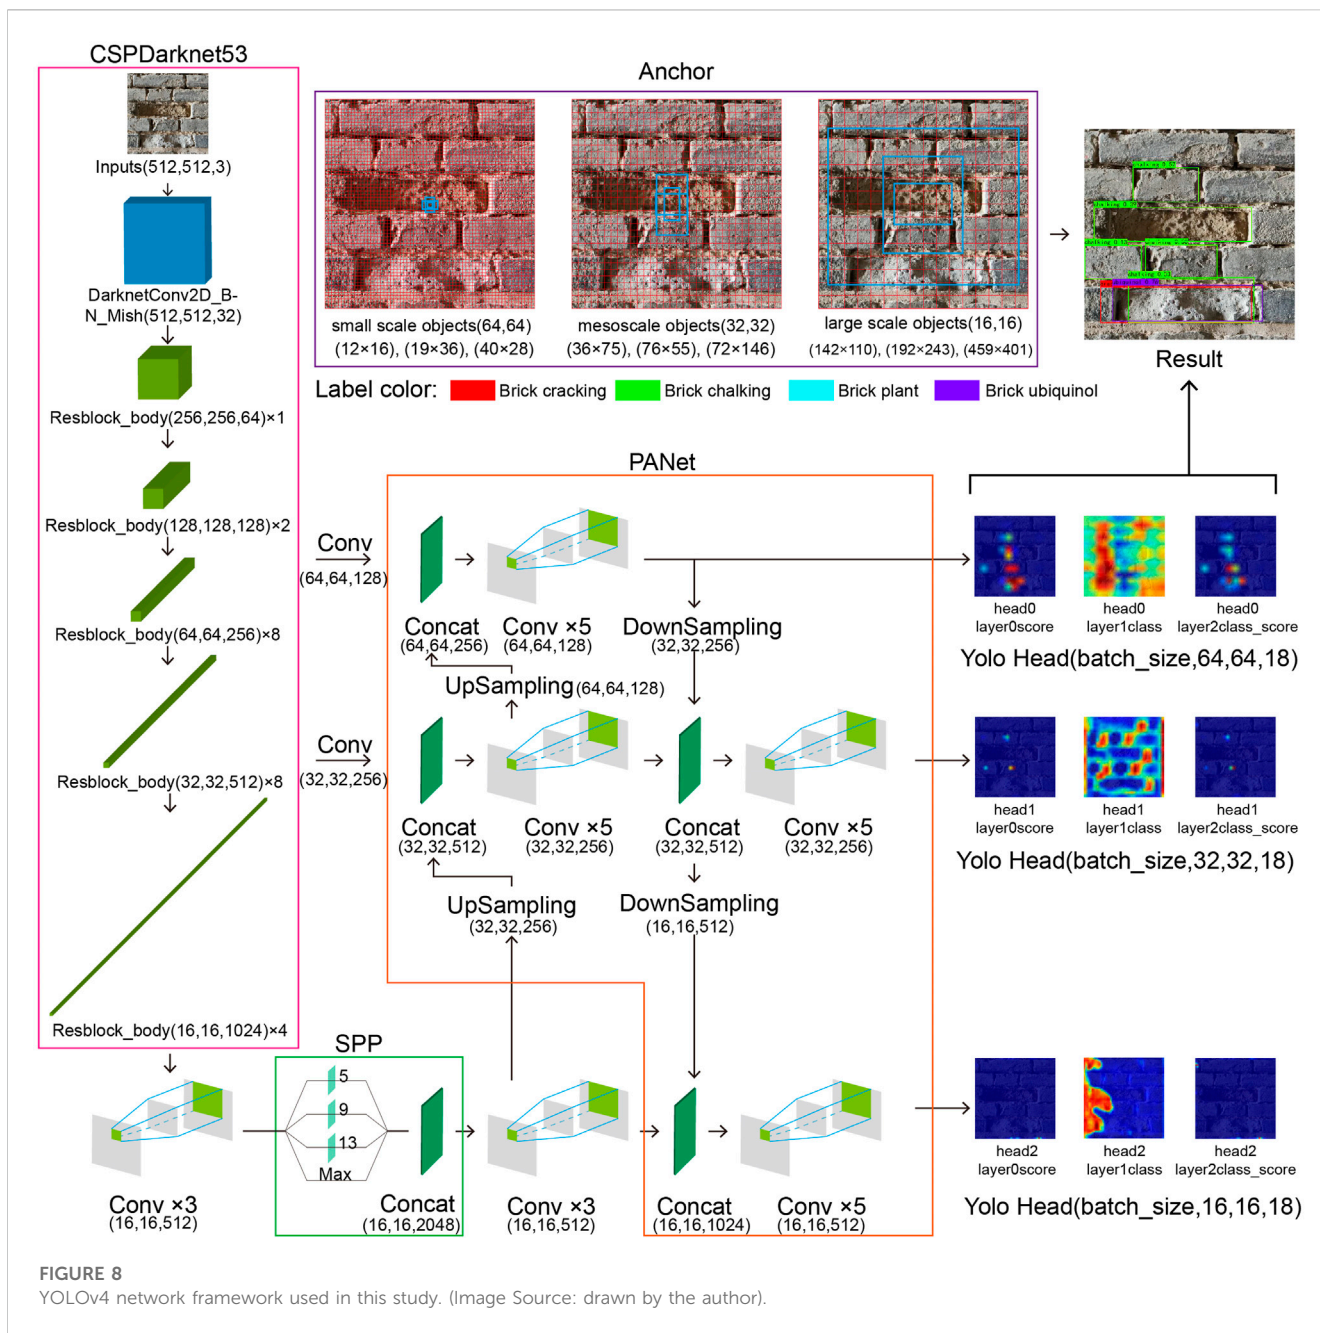 CSPDarknet53
Inputs(512,512,3)
DarknetConv2D_B-
N_Mish(512,512,32)
Resblock_body(256,256,64)×1
Resblock_body(128,128,128)×2
Resblock_body(64,64,256)×8
Resblock_body(32,32,512)×8
Resblock_body(16,16,1024)×4
Anchor
small scale objects(64,64)
(12×16), (19×36), (40×28)
mesoscale objects(32,32)
(36×75), (76×55), (72×146)
large scale objects(16,16)
(142×110), (192×243), (459×401)
Label color:
Brick cracking
Brick chalking
Brick plant
Brick ubiquinol
Result
PANet
Conv
(64,64,128)
Concat
(64,64,256)
Conv ×5
(64,64,128)
DownSampling
(32,32,256)
UpSampling(64,64,128)
Conv
(32,32,256)
Concat
(32,32,512)
Conv ×5
(32,32,256)
Concat
(32,32,512)
Conv ×5
(32,32,256)
UpSampling
(32,32,256)
DownSampling
(16,16,512)
head0
layer0score
head0
layer1class
head0
layer2class_score
Yolo Head(batch_size,64,64,18)
head1
layer0score
head1
layer1class
head1
layer2class_score
Yolo Head(batch_size,32,32,18)
Conv ×3
(16,16,512)
SPP
5
9
13
Max
Concat
(16,16,2048)
Conv ×3
(16,16,512)
Concat
(16,16,1024)
Conv ×5
(16,16,512)
head2
layer0score
head2
layer1class
head2
layer2class_score
Yolo Head(batch_size,16,16,18)
FIGURE 8
YOLOv4 network framework used in this study. (Image Source: drawn by the author).